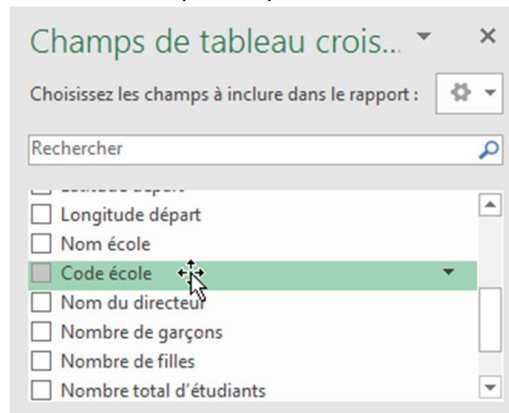 Champs de tableau crois...
Choisissez les champs à inclure dans le rapport :
Rechercher
Longitude départ
Nom école
Code école
Nom du directeur
Nombre de garçons
Nombre de filles
Nombre total d'étudiants